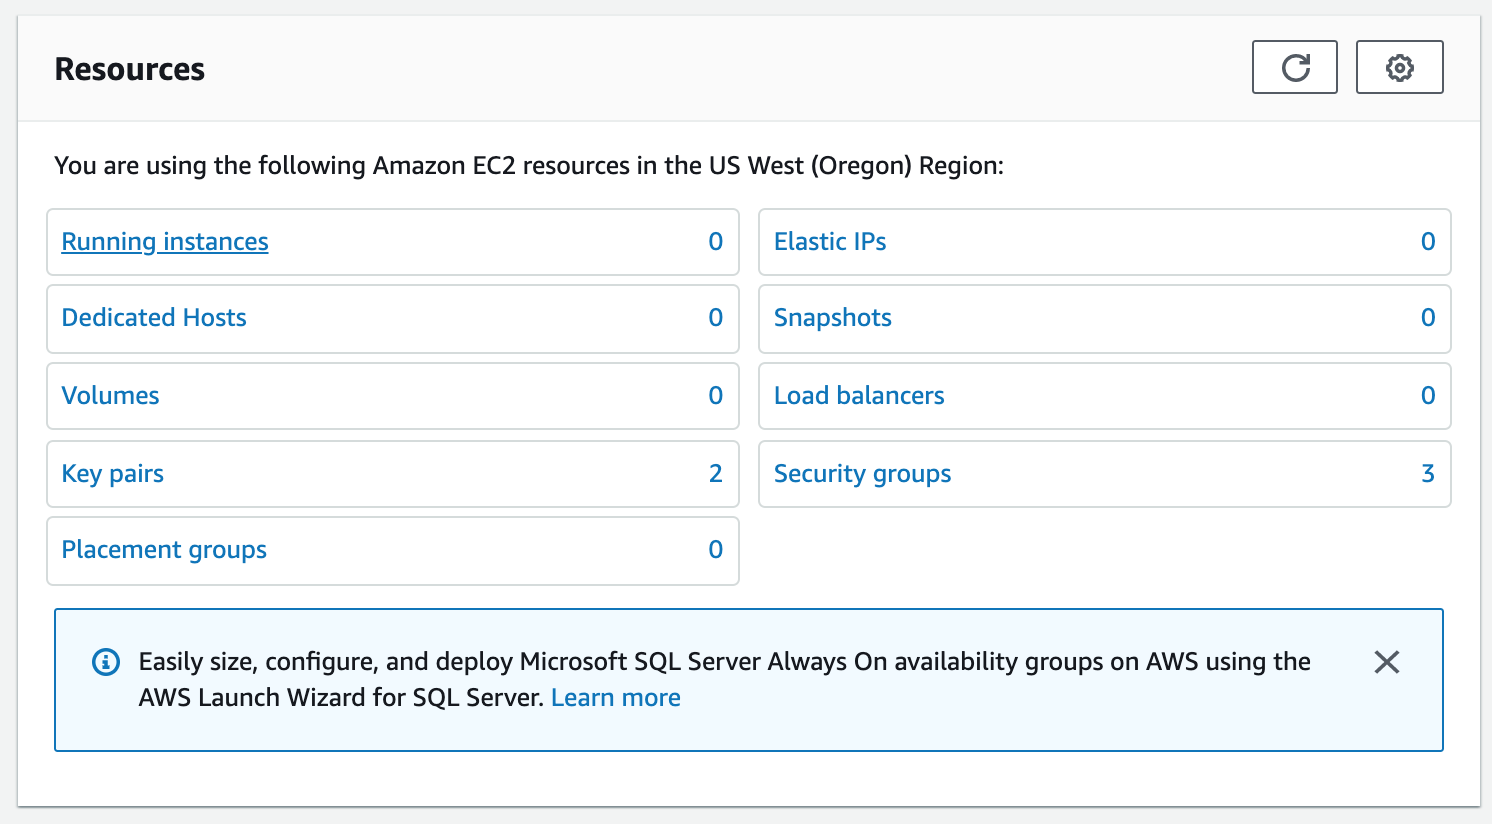 Resources
You are using the following Amazon EC2 resources in the US West (Oregon) Region:
Running instances 0
Elastic IPs 0
Dedicated Hosts 0
Snapshots 0
Volumes 0
Load balancers 0
Key pairs 2
Security groups 3
Placement groups 0
Easily size, configure, and deploy Microsoft SQL Server Always On availability groups on AWS using the
AWS Launch Wizard for SQL Server. Learn more